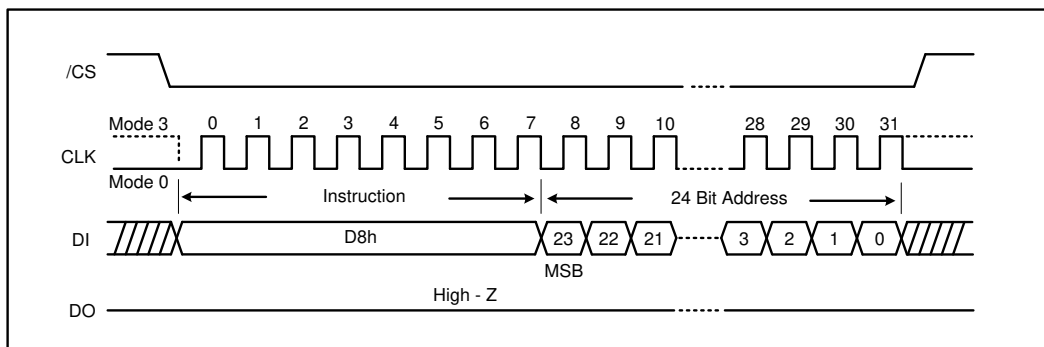 /CS
Mode 3 0 1 2 3 4 5 6 7 8 9 10 28 29 30 31
CLK
Mode 0
Instruction 24 Bit Address
DI D8h 23 22 21 3 2 1 0
MSB
High - Z
DO